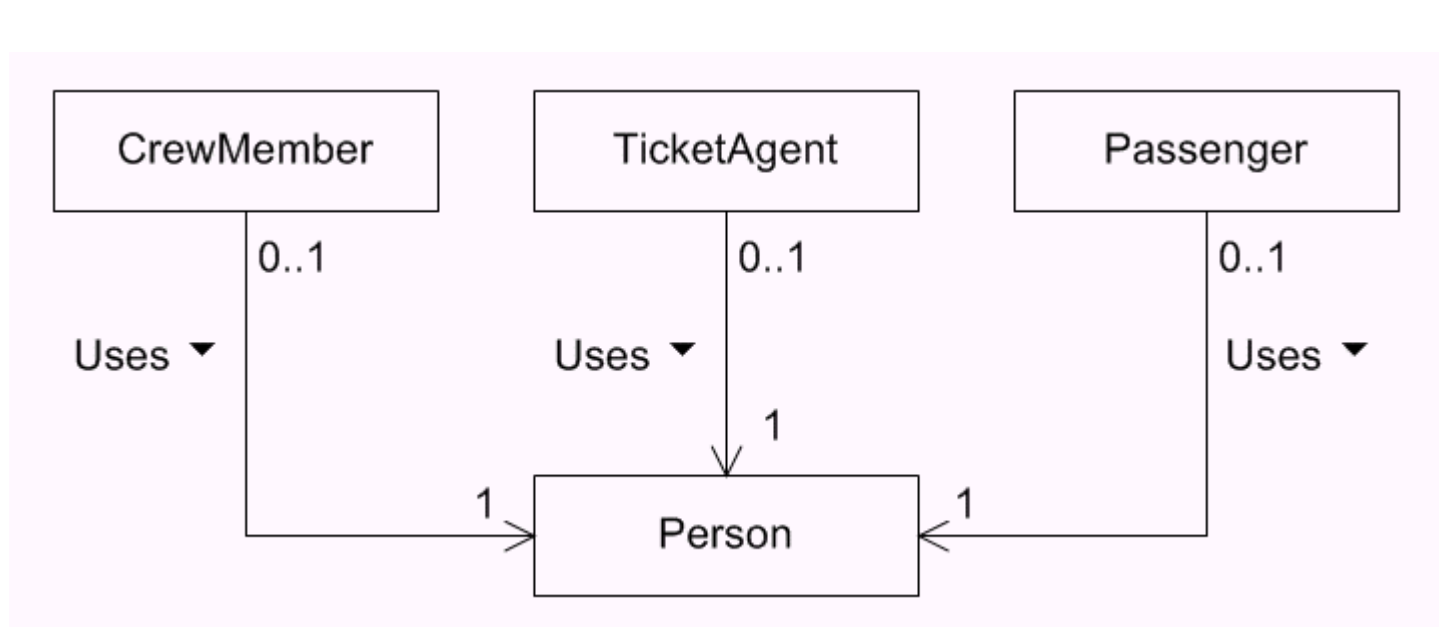 CrewMember
TicketAgent
Passenger
0..1
0..1
0..1
Uses
Uses
Uses
1
1
1
Person